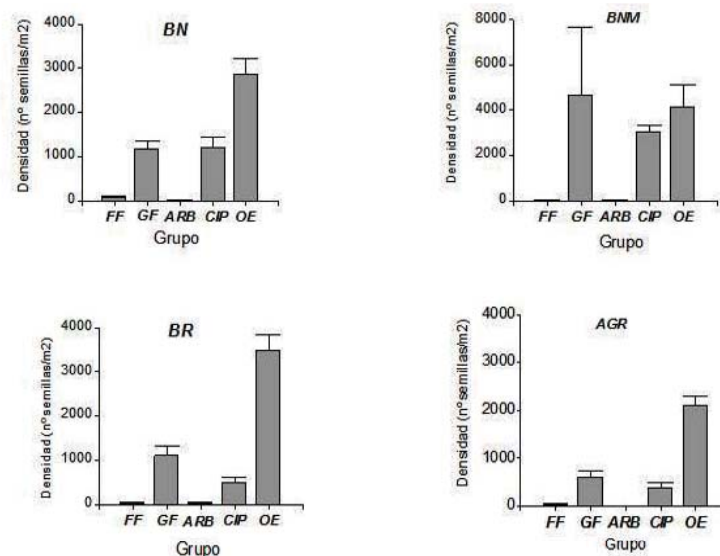 BN
Densidad (nº semillas/m2)
4000
3000
2000
1000
0
FF GF ARB CIP OE
Grupo
BNM
Densidad (nº semillas/m2)
8000
6000
4000
2000
0
FF GF ARB CIP OE
Grupo
BR
Densidad (nº semillas/m2)
4000
3000
2000
1000
0
FF GF ARB CIP OE
Grupo
AGR
Densidad (nº semillas/m2)
4000
3000
2000
1000
0
FF GF ARB CIP OE
Grupo